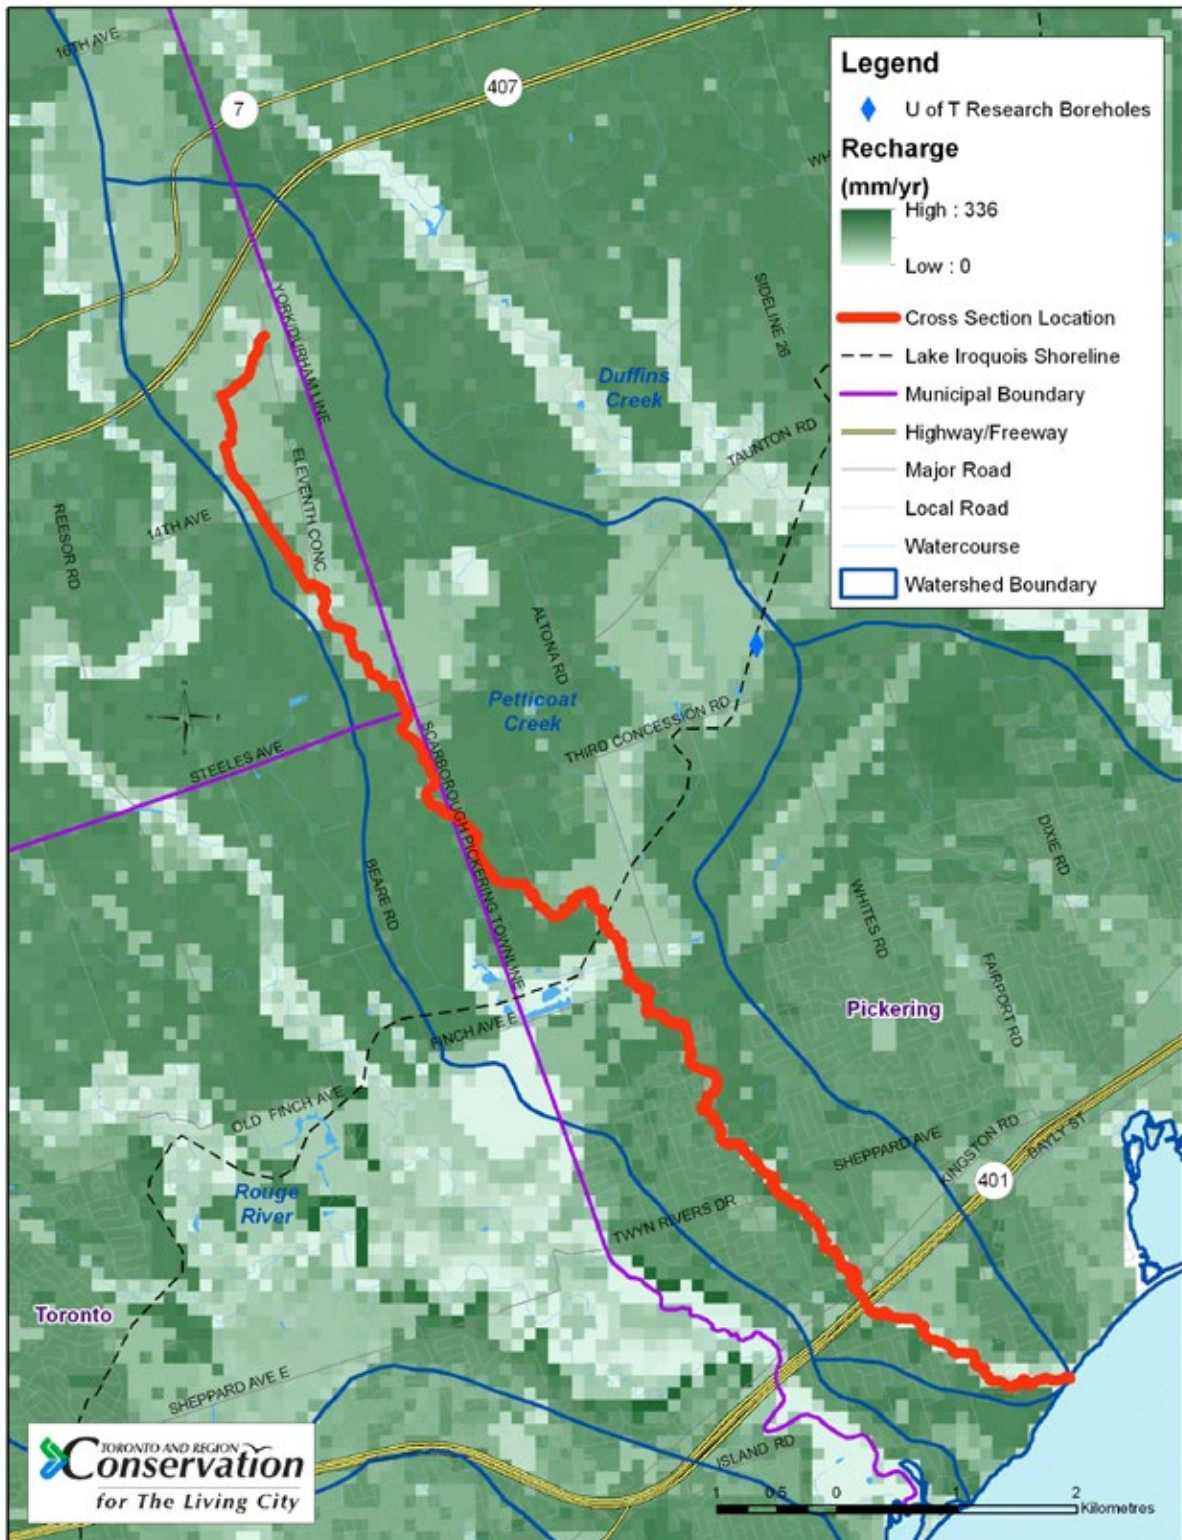 16TH AVE
7
407
Legend
U of T Research Boreholes
Recharge
(mm/yr)
High : 336
Low : 0
Cross Section Location
Lake Iroquois Shoreline
Municipal Boundary
Highway/Freeway
Major Road
Local Road
Watercourse
Watershed Boundary
WH
SIDELINE 26
YORK/DURHAM LINE
Duffins
Creek
TAUNTON RD
ELEVENTH CONC
14TH AVE
REESOR RD
ALTONA RD
Petticoat
Creek
THIRD CONCESSION RD
N
E
S
STEELES AVE
SCARBOROUGH PICKERING TOWNLINE
BEARE RD
DIXIE RD
WHITES RD
FAIRPORT RD
Pickering
FINCH AVE E
OLD FINCH AVE
Rouge
River
SHEPPARD AVE
KINGSTON RD
BAYLY ST
401
TWYN RIVERS DR
Toronto
SHEPPARD AVE E
ISLAND RD
TORONTO AND REGION
Conservation
for The Living City
1 0.5 0 1 2
Kilometres